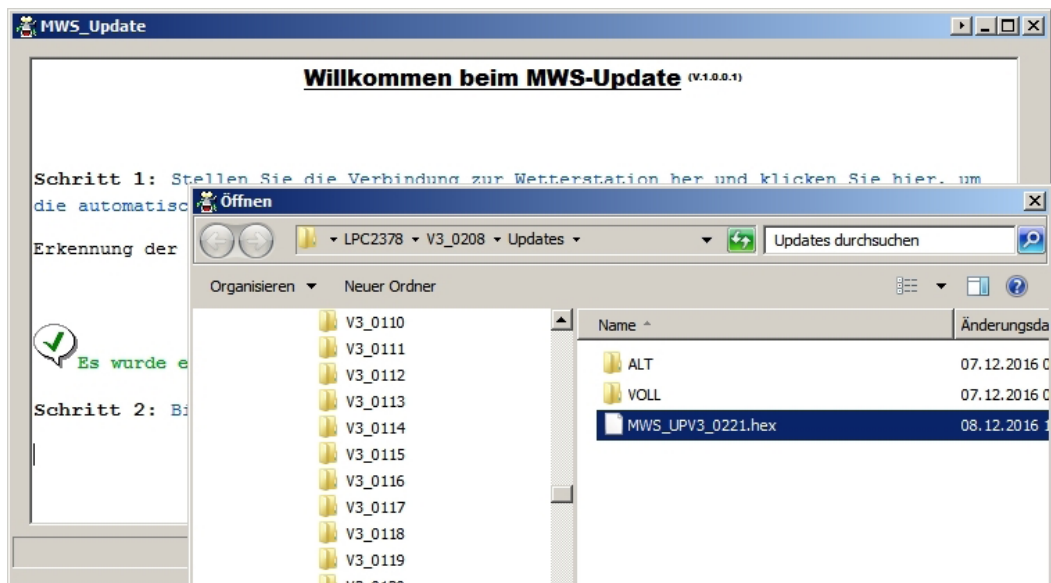 MWS_Update
Willkommen beim MWS-Update (V.1.0.0.1)
Schritt 1: Stellen Sie die Verbindung zur Wetterstation her und klicken Sie hier, um
die automatisc
Erkennung der
Es wurde e
Schritt 2: Bi
Öffnen
LPC2378 V3_0208 Updates
Updates durchsuchen
Organisieren Neuer Ordner
V3_0110
V3_0111
V3_0112
V3_0113
V3_0114
V3_0115
V3_0116
V3_0117
V3_0118
V3_0119
Name Änderungsda
ALT 07.12.2016 0
VOLL 07.12.2016 0
MWS_UPV3_0221.hex 08.12.2016 1